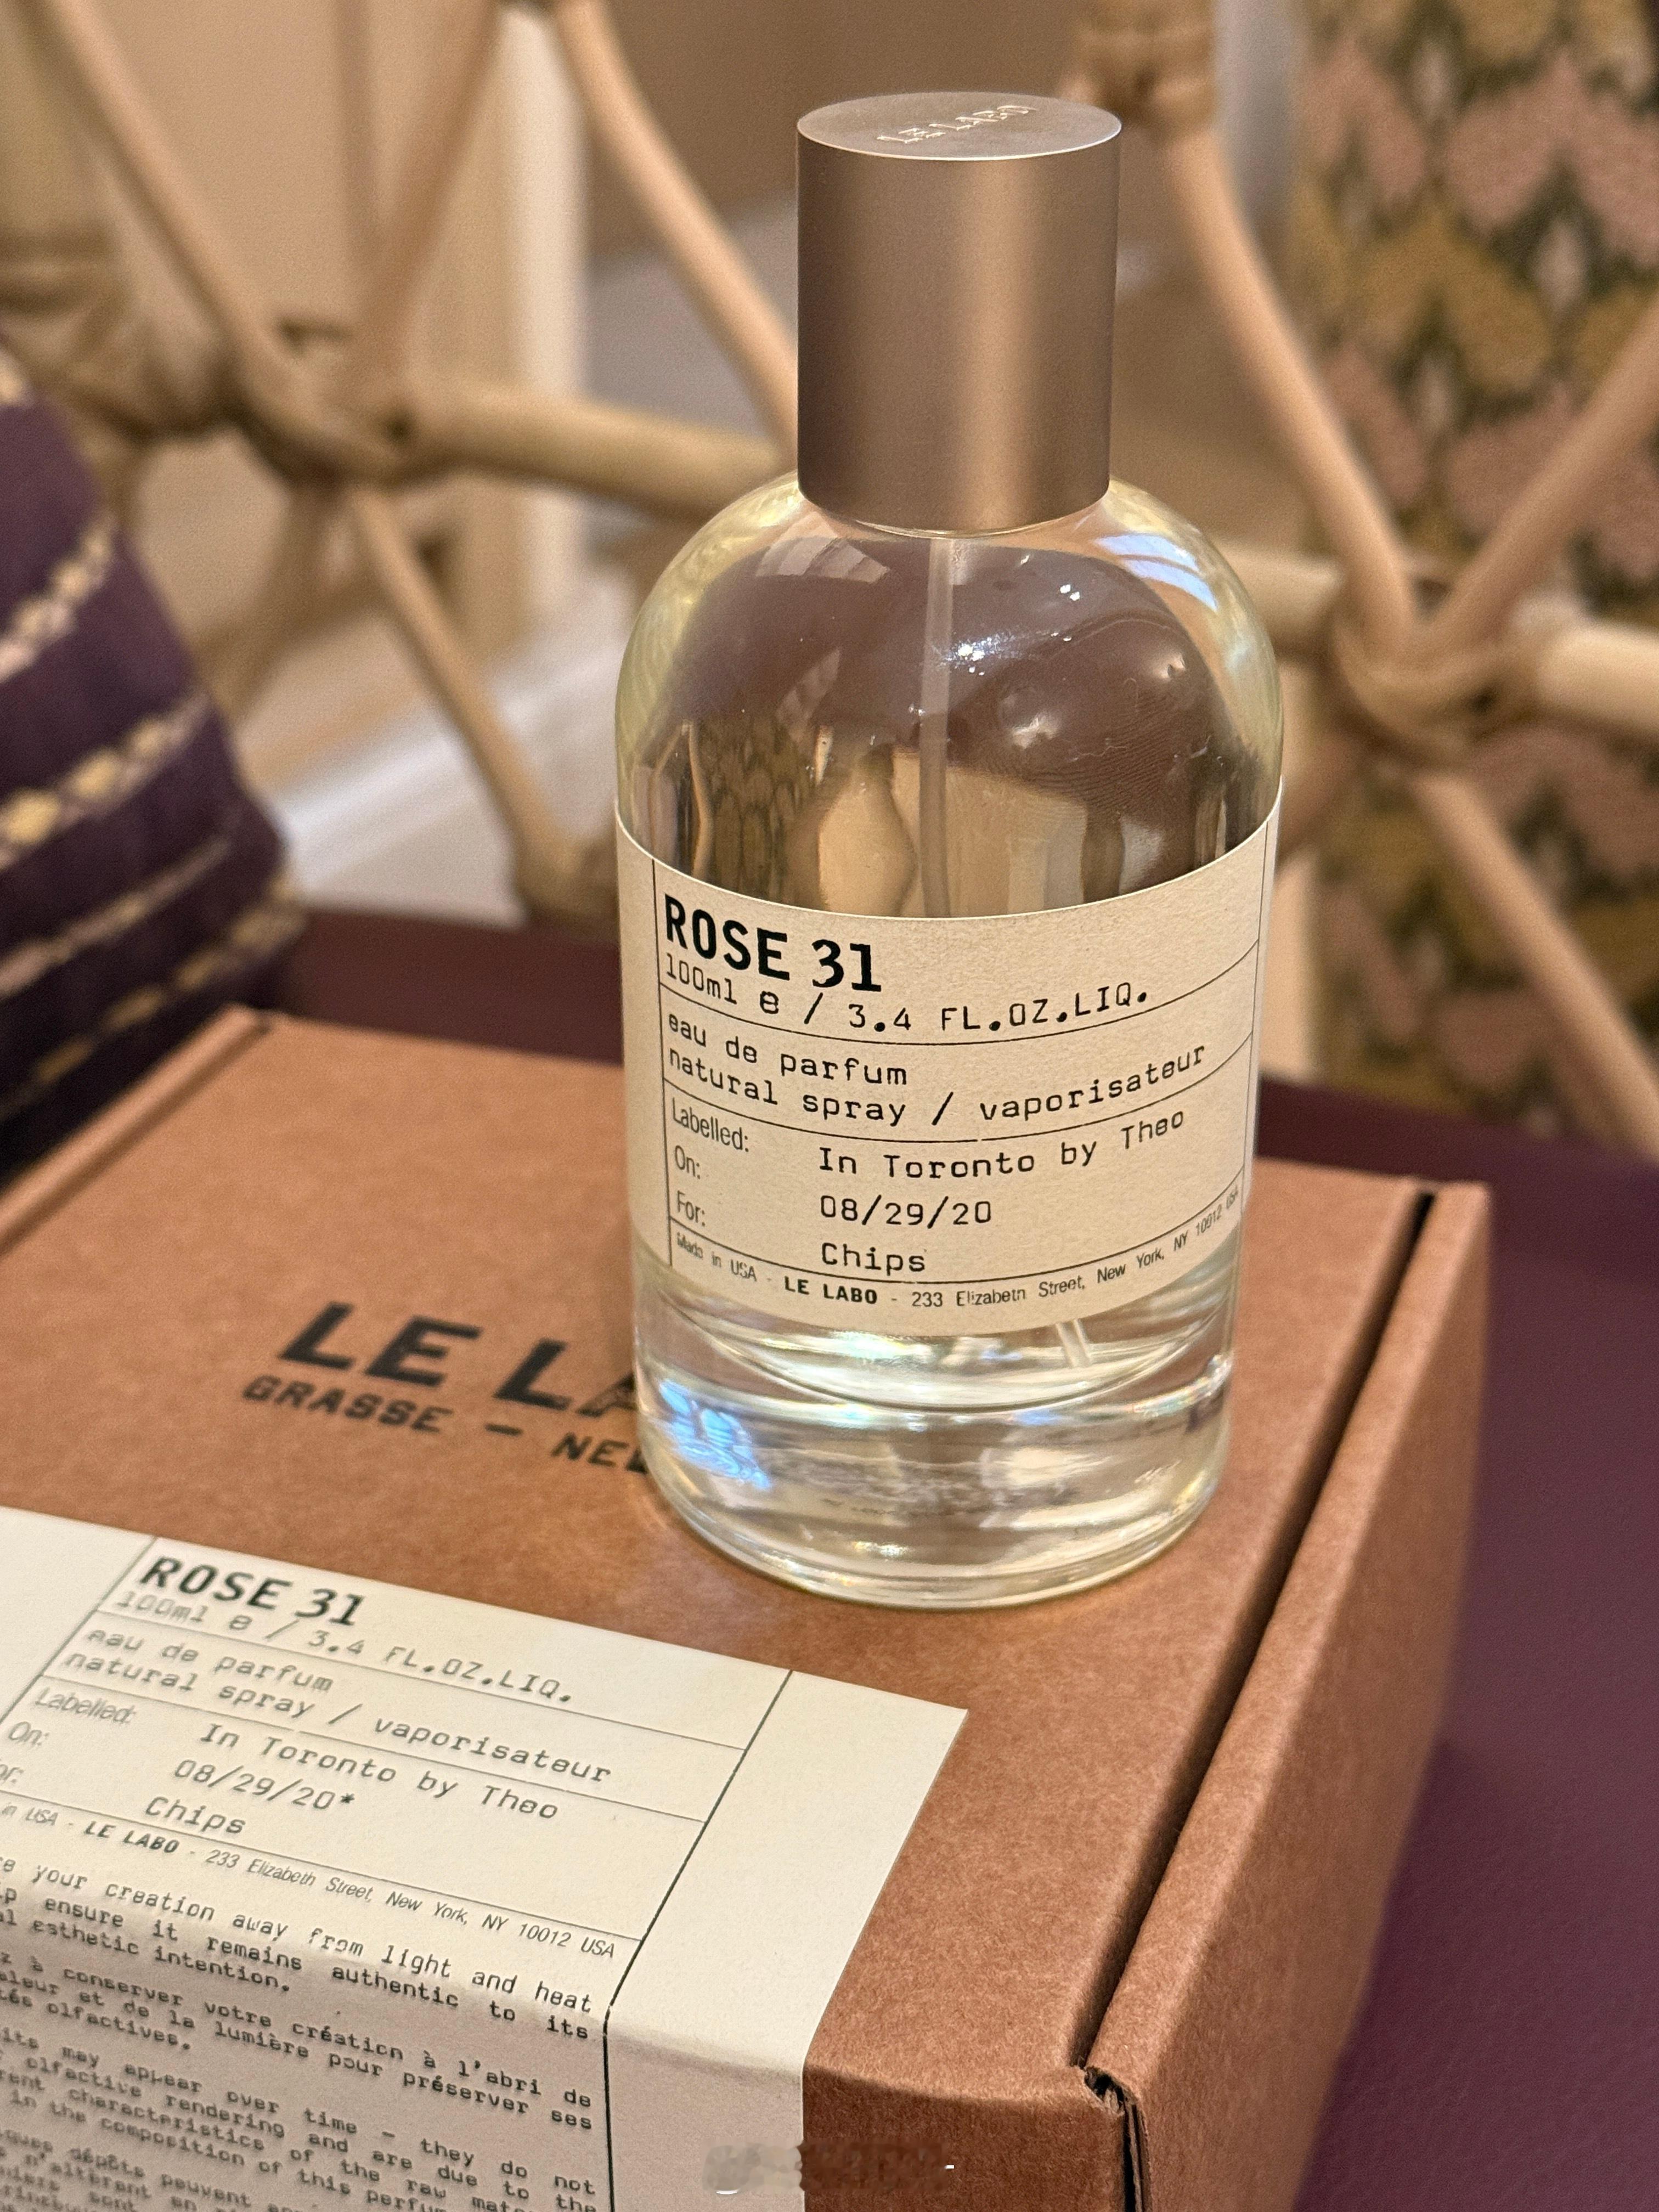 LE LABO
ROSE 31
100ml e / 3.4 FL.OZ.LIQ.
eau de parfum
natural spray / vaporisateur
Labelled: In Toronto by Theo
On: 08/29/20
For: Chips
Made in USA - LE LABO - 233 Elizabeth Street, New York, NY 10012 USA
LE LA
GRASSE — NE
ROSE 31
100ml e / 3.4 FL.OZ.LIQ.
eau de parfum
natural spray / vaporisateur
Labelled: In Toronto by Theo
On: 08/29/20*
Chips
in USA - LE LABO - 233 Elizabeth Street, New York, NY 10012 USA
your creation away from light and heat
ensure it remains authentic to its
esthetic intention.
à conserver votre création à l'abri de
et de la lumière pour préserver ses
olfactives.
may appear over time – they do not
olfactive rendering and are due to the
characteristics of the raw
in the composition of this
dépôts peuvent
n'altèrent en